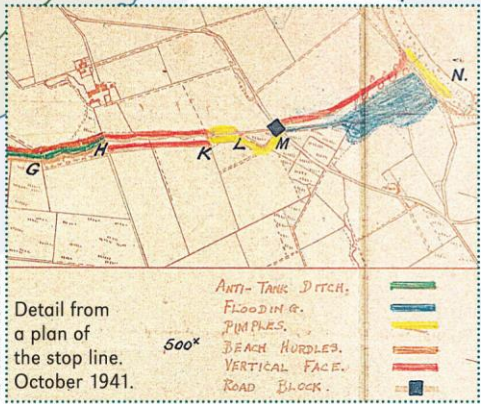 N.
G
H
K
L
M
ANTI-TANK DITCH.
FLOODING.
PIMPLES.
BEACH HURDLES.
VERTICAL FACE.
ROAD BLOCK.
500ˣ
Detail from
a plan of
the stop line.
October 1941.